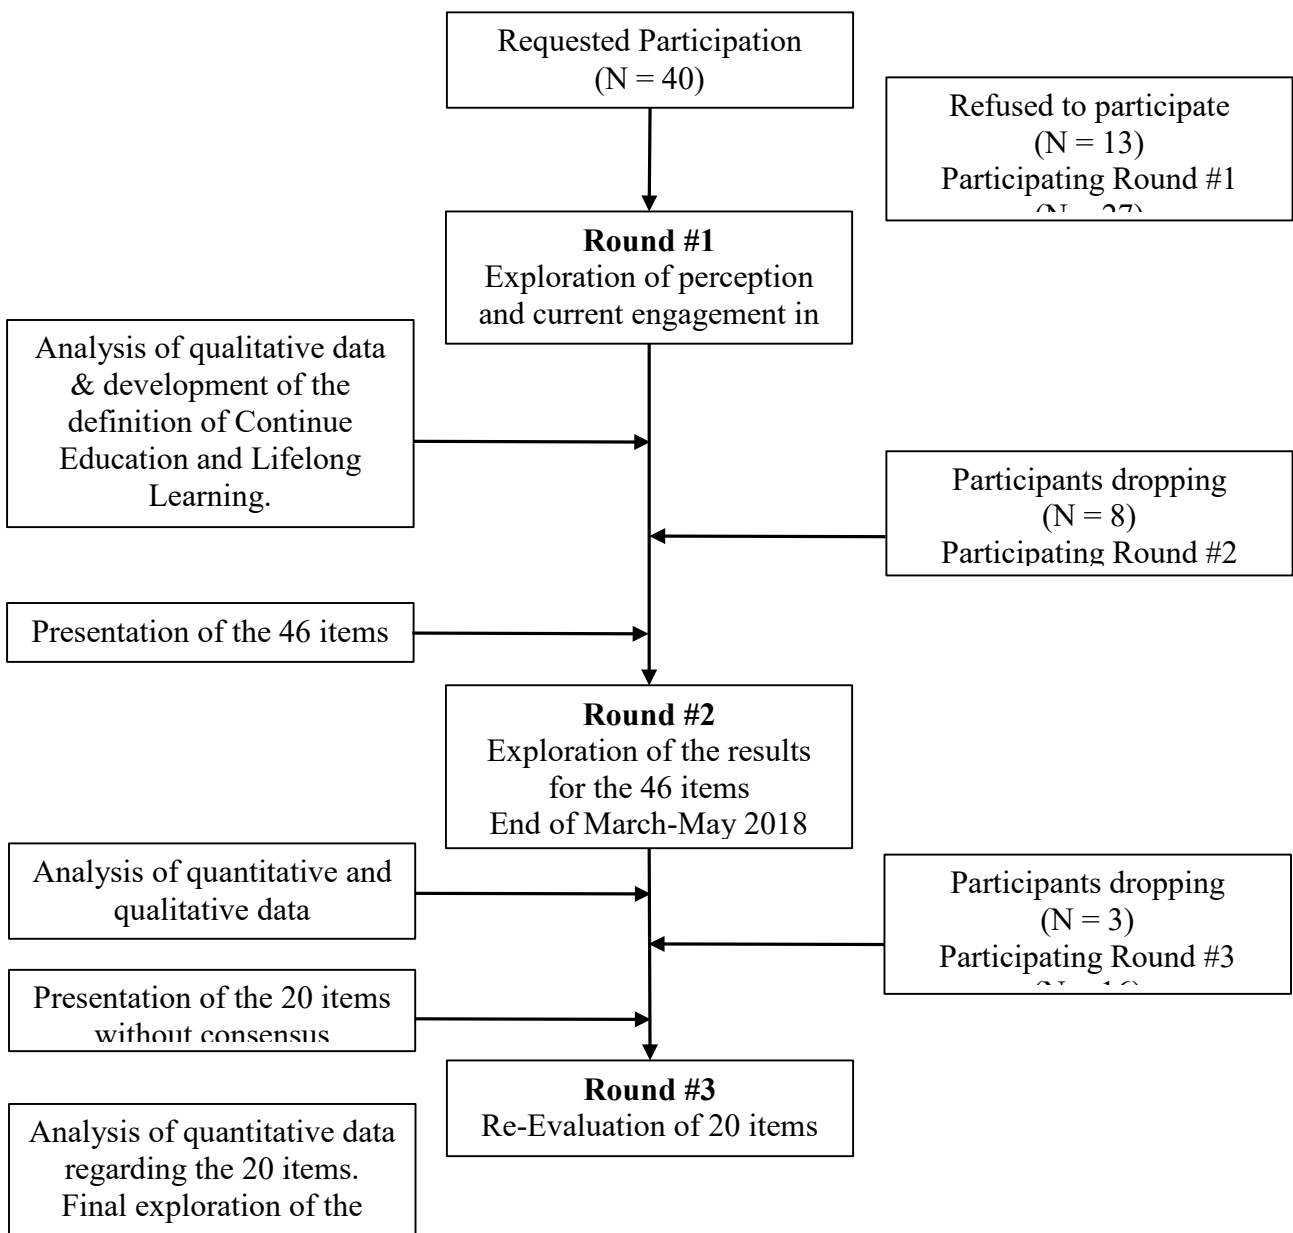 Requested Participation
(N = 40)
Refused to participate
(N = 13)
Participating Round #1
(N = 27)
Round #1
Exploration of perception
and current engagement in
Analysis of qualitative data
& development of the
definition of Continue
Education and Lifelong
Learning.
Participants dropping
(N = 8)
Participating Round #2
Presentation of the 46 items
Round #2
Exploration of the results
for the 46 items
End of March-May 2018
Analysis of quantitative and
qualitative data
Participants dropping
(N = 3)
Participating Round #3
(N = 16)
Presentation of the 20 items
without consensus
Round #3
Re-Evaluation of 20 items
Analysis of quantitative data
regarding the 20 items.
Final exploration of the